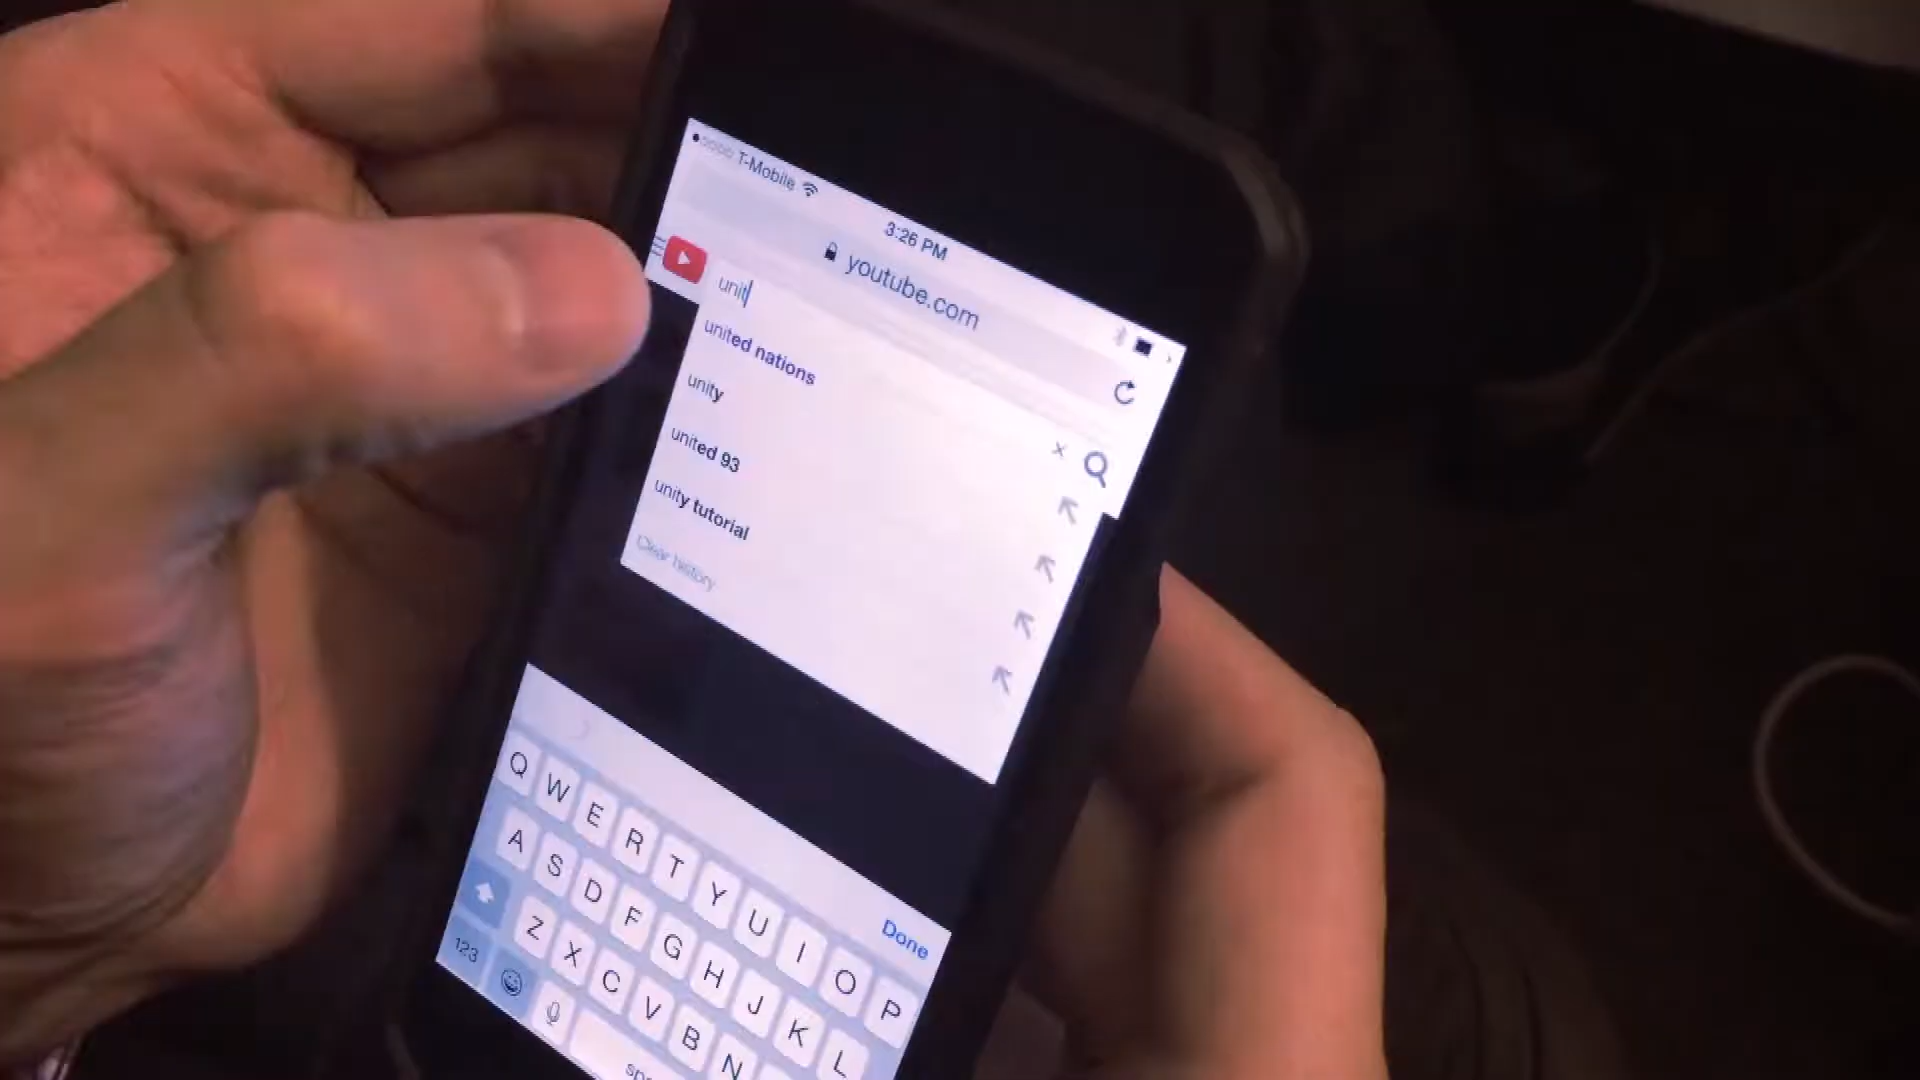 T-Mobile
3:26 PM
youtube.com
unit
united nations
unity
united 93
unity tutorial
Clear history
Done
Q W E R T Y U I O P
A S D F G H J K L
Z X C V B N
123